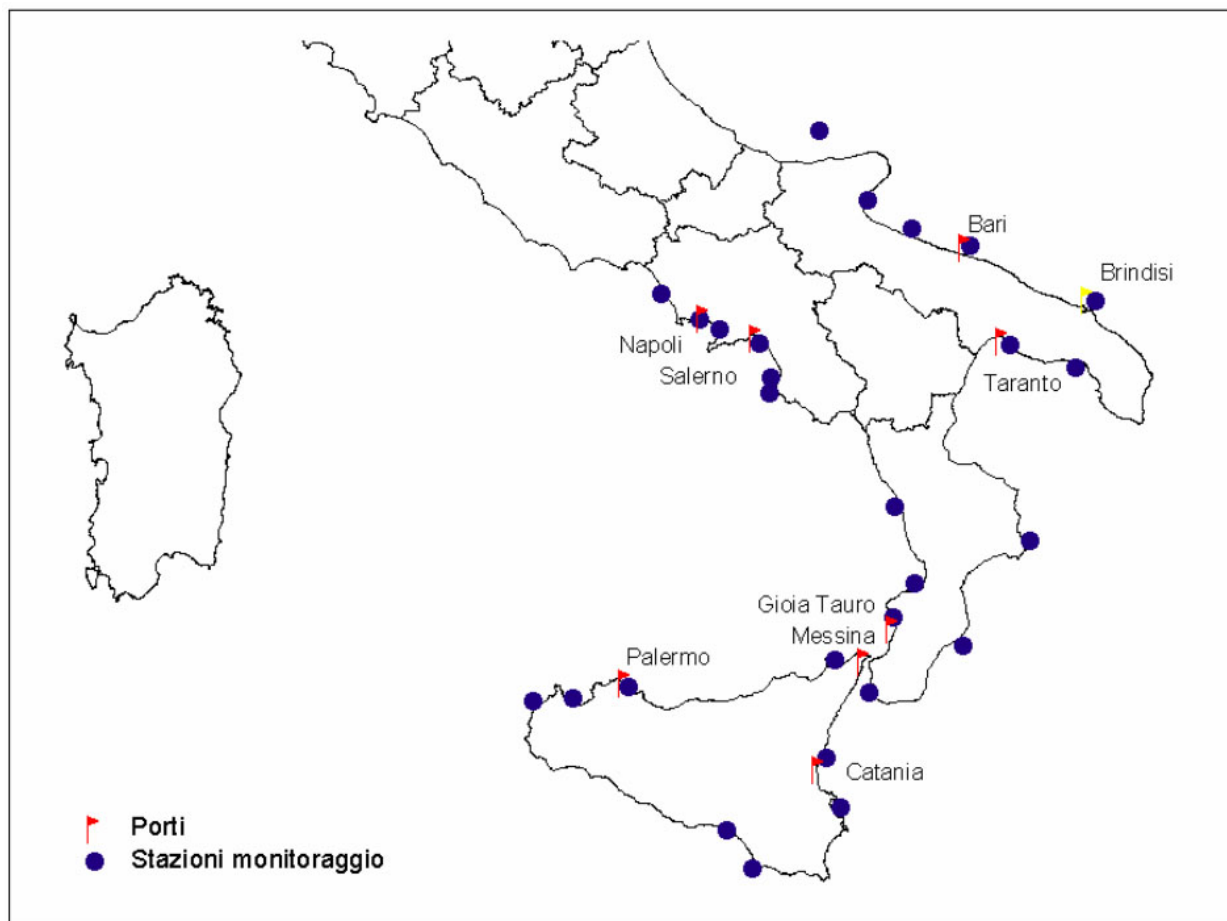 Bari
Brindisi
Napoli
Salerno
Taranto
Gioia Tauro
Messina
Palermo
Catania
Porti
Stazioni monitoraggio